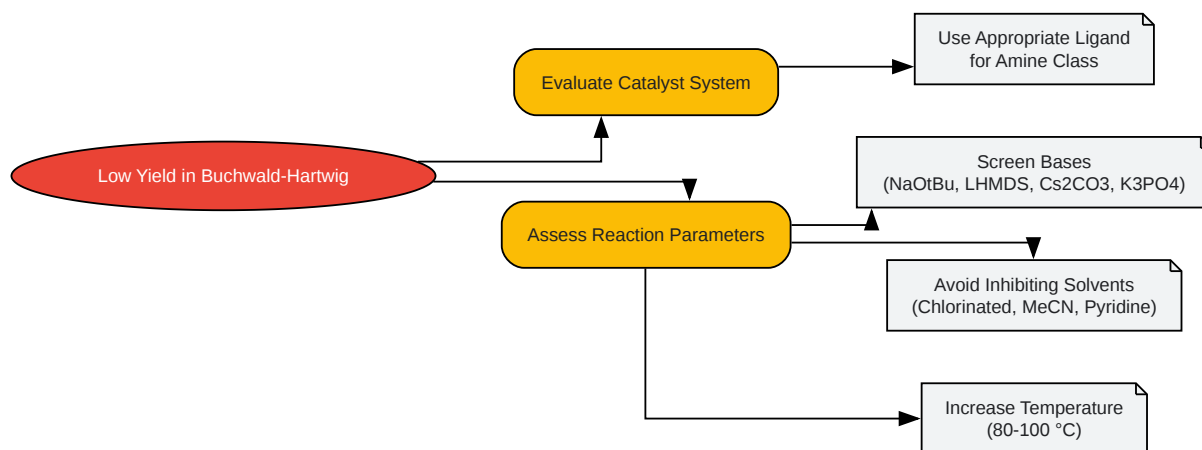 Low Yield in Buchwald-Hartwig
Evaluate Catalyst System
Use Appropriate Ligand
for Amine Class
Assess Reaction Parameters
Screen Bases
(NaOtBu, LHMDS, Cs2CO3, K3PO4)
Avoid Inhibiting Solvents
(Chlorinated, MeCN, Pyridine)
Increase Temperature
(80-100 °C)